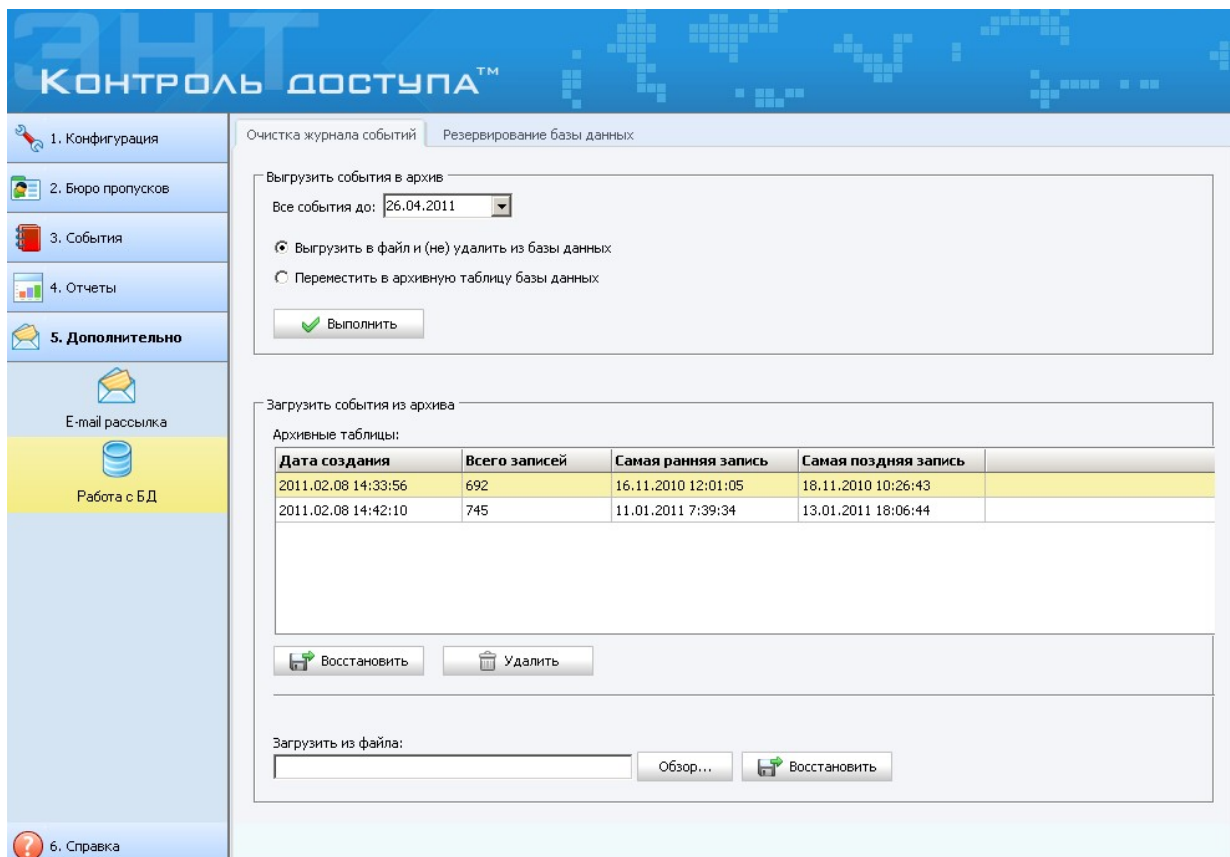 ЭНТ
КОНТРОЛЬ ДОСТУПА™
1. Конфигурация
2. Бюро пропусков
3. События
4. Отчеты
5. Дополнительно
E-mail рассылка
Работа с БД
6. Справка
Очистка журнала событий Резервирование базы данных
Выгрузить события в архив
Все события до: 26.04.2011
Выгрузить в файл и (не) удалить из базы данных
Переместить в архивную таблицу базы данных
Выполнить
Загрузить события из архива
Архивные таблицы:
Дата создания Всего записей Самая ранняя запись Самая поздняя запись
2011.02.08 14:33:56 692 16.11.2010 12:01:05 18.11.2010 10:26:43
2011.02.08 14:42:10 745 11.01.2011 7:39:34 13.01.2011 18:06:44
Восстановить Удалить
Загрузить из файла:
Обзор... Восстановить